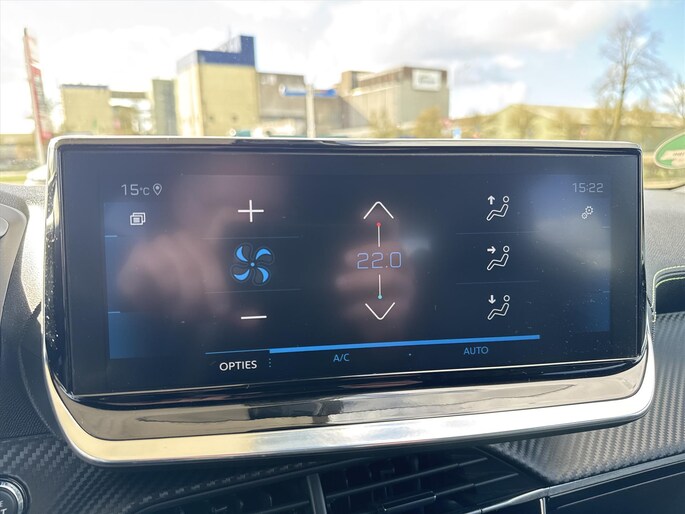 15°C
15:22
22.0
OPTIES
A/C
AUTO